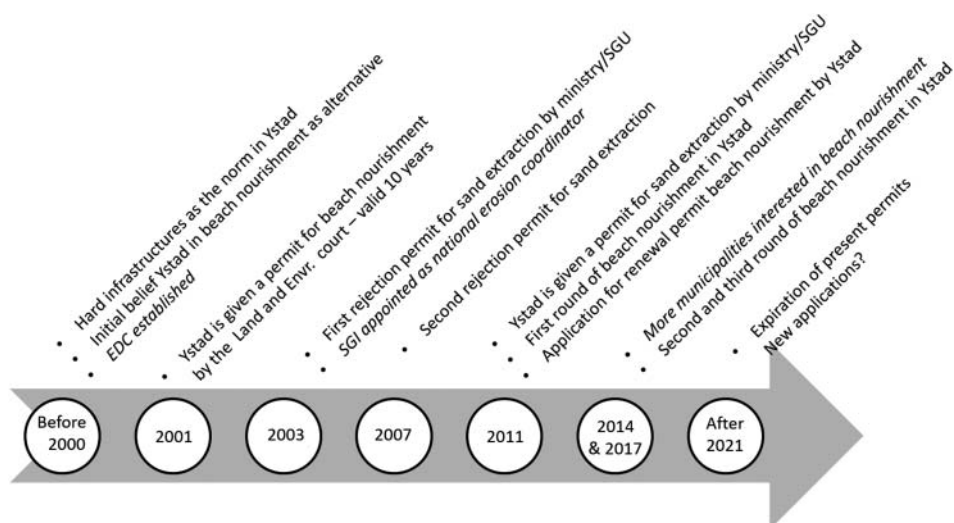 • Hard infrastructures as the norm in Ystad
• Initial belief Ystad in beach nourishment as alternative
• EDC established
• Ystad is given a permit for beach nourishment
by the Land and Envr. court – valid 10 years
• First rejection permit for sand extraction by ministry/SGU
• SGI appointed as national erosion coordinator
• Second rejection permit for sand extraction
• Ystad is given a permit for sand extraction by ministry/SGU
• First round of beach nourishment in Ystad
• Application for renewal permit beach nourishment by Ystad
• More municipalities interested in beach nourishment
• Second and third round of beach nourishment in Ystad
• Expiration of present permits
New applications?
Before
2000
2001
2003
2007
2011
2014
& 2017
After
2021